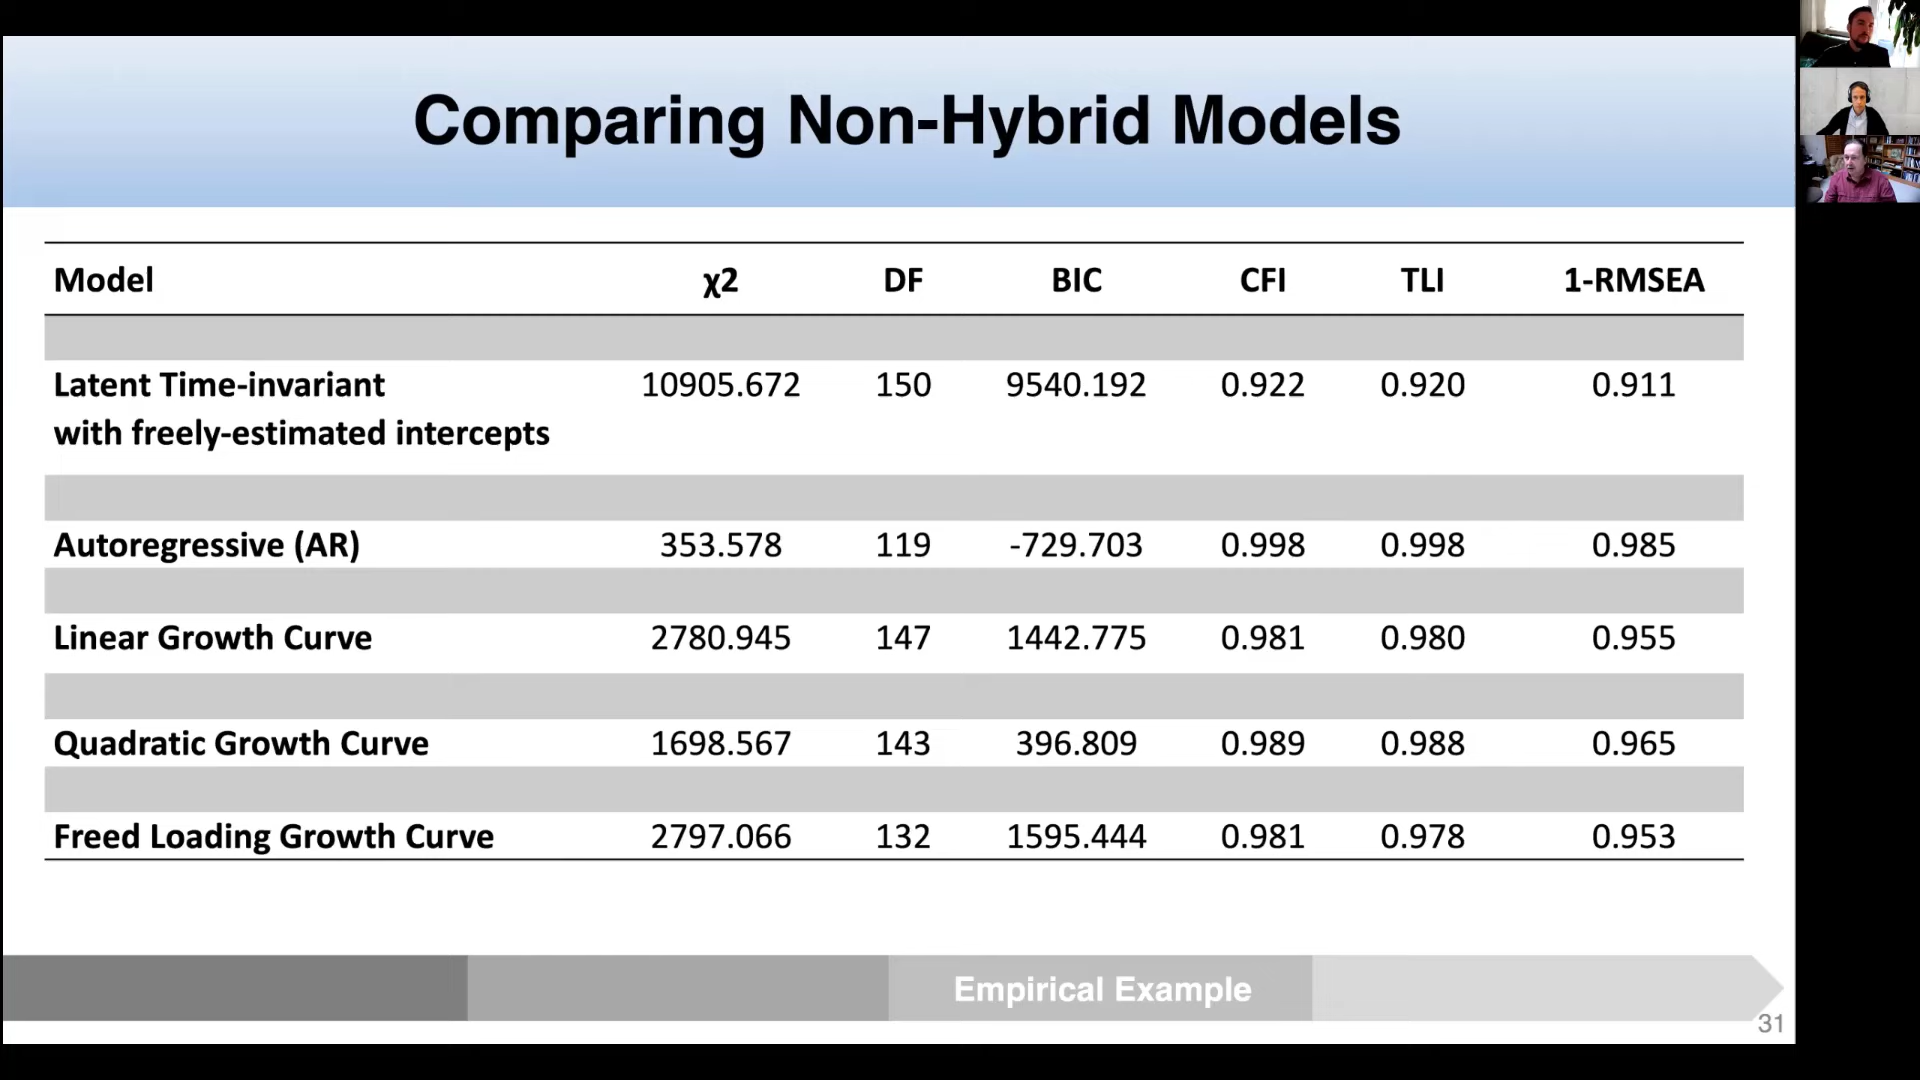 Comparing Non-Hybrid Models
Model χ2 DF BIC CFI TLI 1-RMSEA
Latent Time-invariant 10905.672 150 9540.192 0.922 0.920 0.911
with freely-estimated intercepts
Autoregressive (AR) 353.578 119 -729.703 0.998 0.998 0.985
Linear Growth Curve 2780.945 147 1442.775 0.981 0.980 0.955
Quadratic Growth Curve 1698.567 143 396.809 0.989 0.988 0.965
Freed Loading Growth Curve 2797.066 132 1595.444 0.981 0.978 0.953
Empirical Example
31